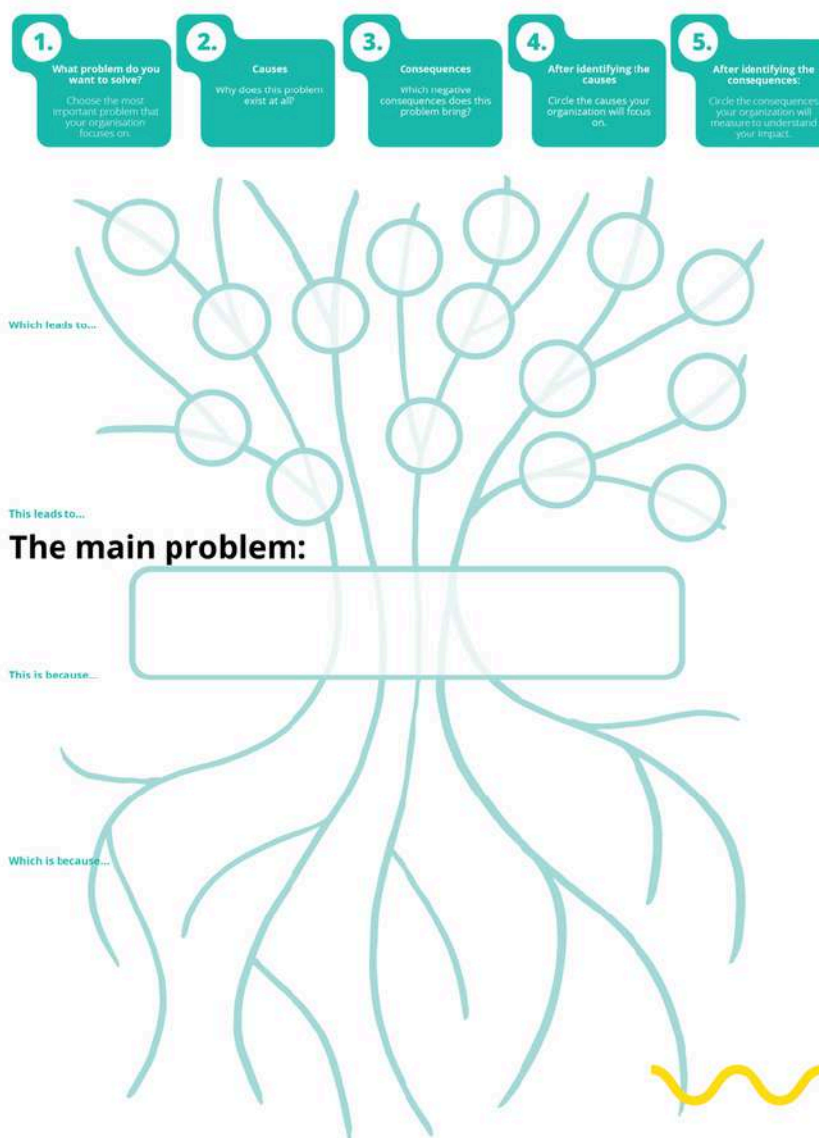 1.
What problem do you
want to solve?
Choose the most
important problem that
your organisation
focuses on.
2.
Causes
Why does this problem
exist at all?
3.
Consequences
Which negative
consequences does this
problem bring?
4.
After identifying the
causes
Circle the causes your
organization will focus
on.
5.
After identifying the
consequences:
Circle the consequences
your organization will
measure to understand
your impact.
Which leads to...
This leads to...
The main problem:
This is because...
Which is because...